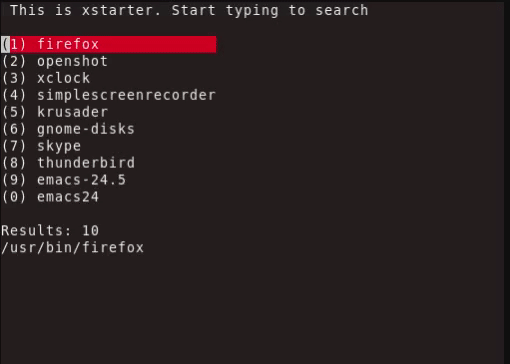 This is xstarter. Start typing to search
(1) firefox
(2) openshot
(3) xclock
(4) simplescreenrecorder
(5) krusader
(6) gnome-disks
(7) skype
(8) thunderbird
(9) emacs-24.5
(0) emacs24
Results: 10
/usr/bin/firefox